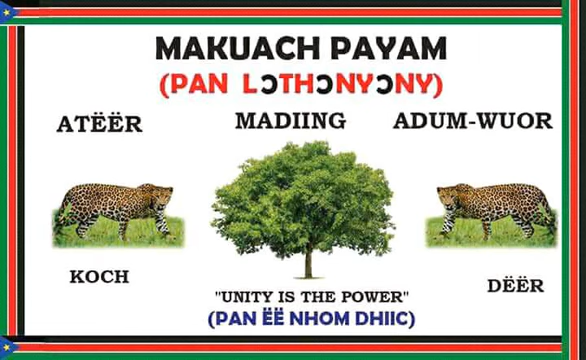 MAKUACH PAYAM
(PAN LƆTHƆNYƆNY)
ATËËR MADIING ADUM-WUOR
KOCH DËËR
"UNITY IS THE POWER"
(PAN ËË NHOM DHIIC)